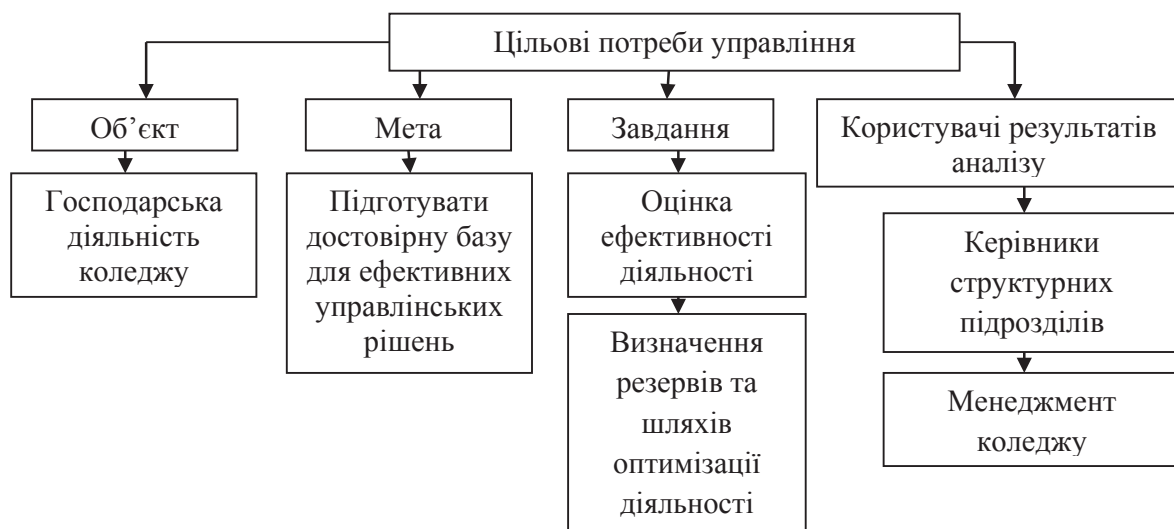 Цільові потреби управління
Об’єкт
Мета
Завдання
Користувачі результатів
аналізу
Господарська
діяльність
коледжу
Підготувати
достовірну базу
для ефективних
управлінських
рішень
Оцінка
ефективності
діяльності
Визначення
резервів та
шляхів
оптимізації
діяльності
Керівники
структурних
підрозділів
Менеджмент
коледжу